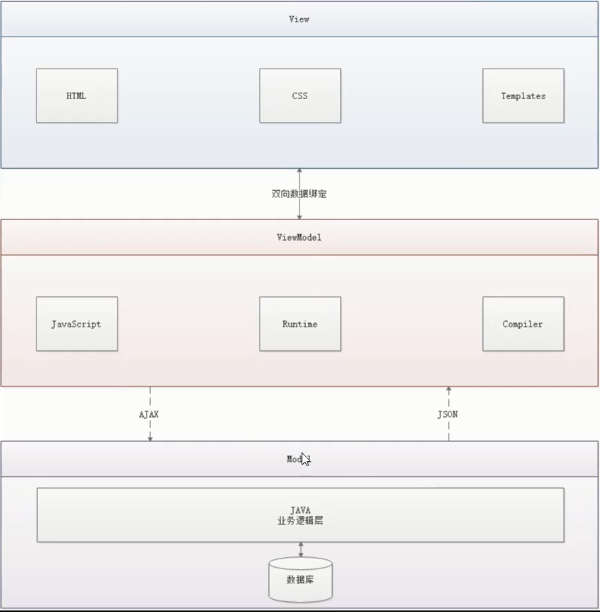 View
HTML
CSS
Templates
双向数据绑定
ViewModel
JavaScript
Runtime
Compiler
AJAX
JSON
Model
JAVA
业务逻辑层
数据库